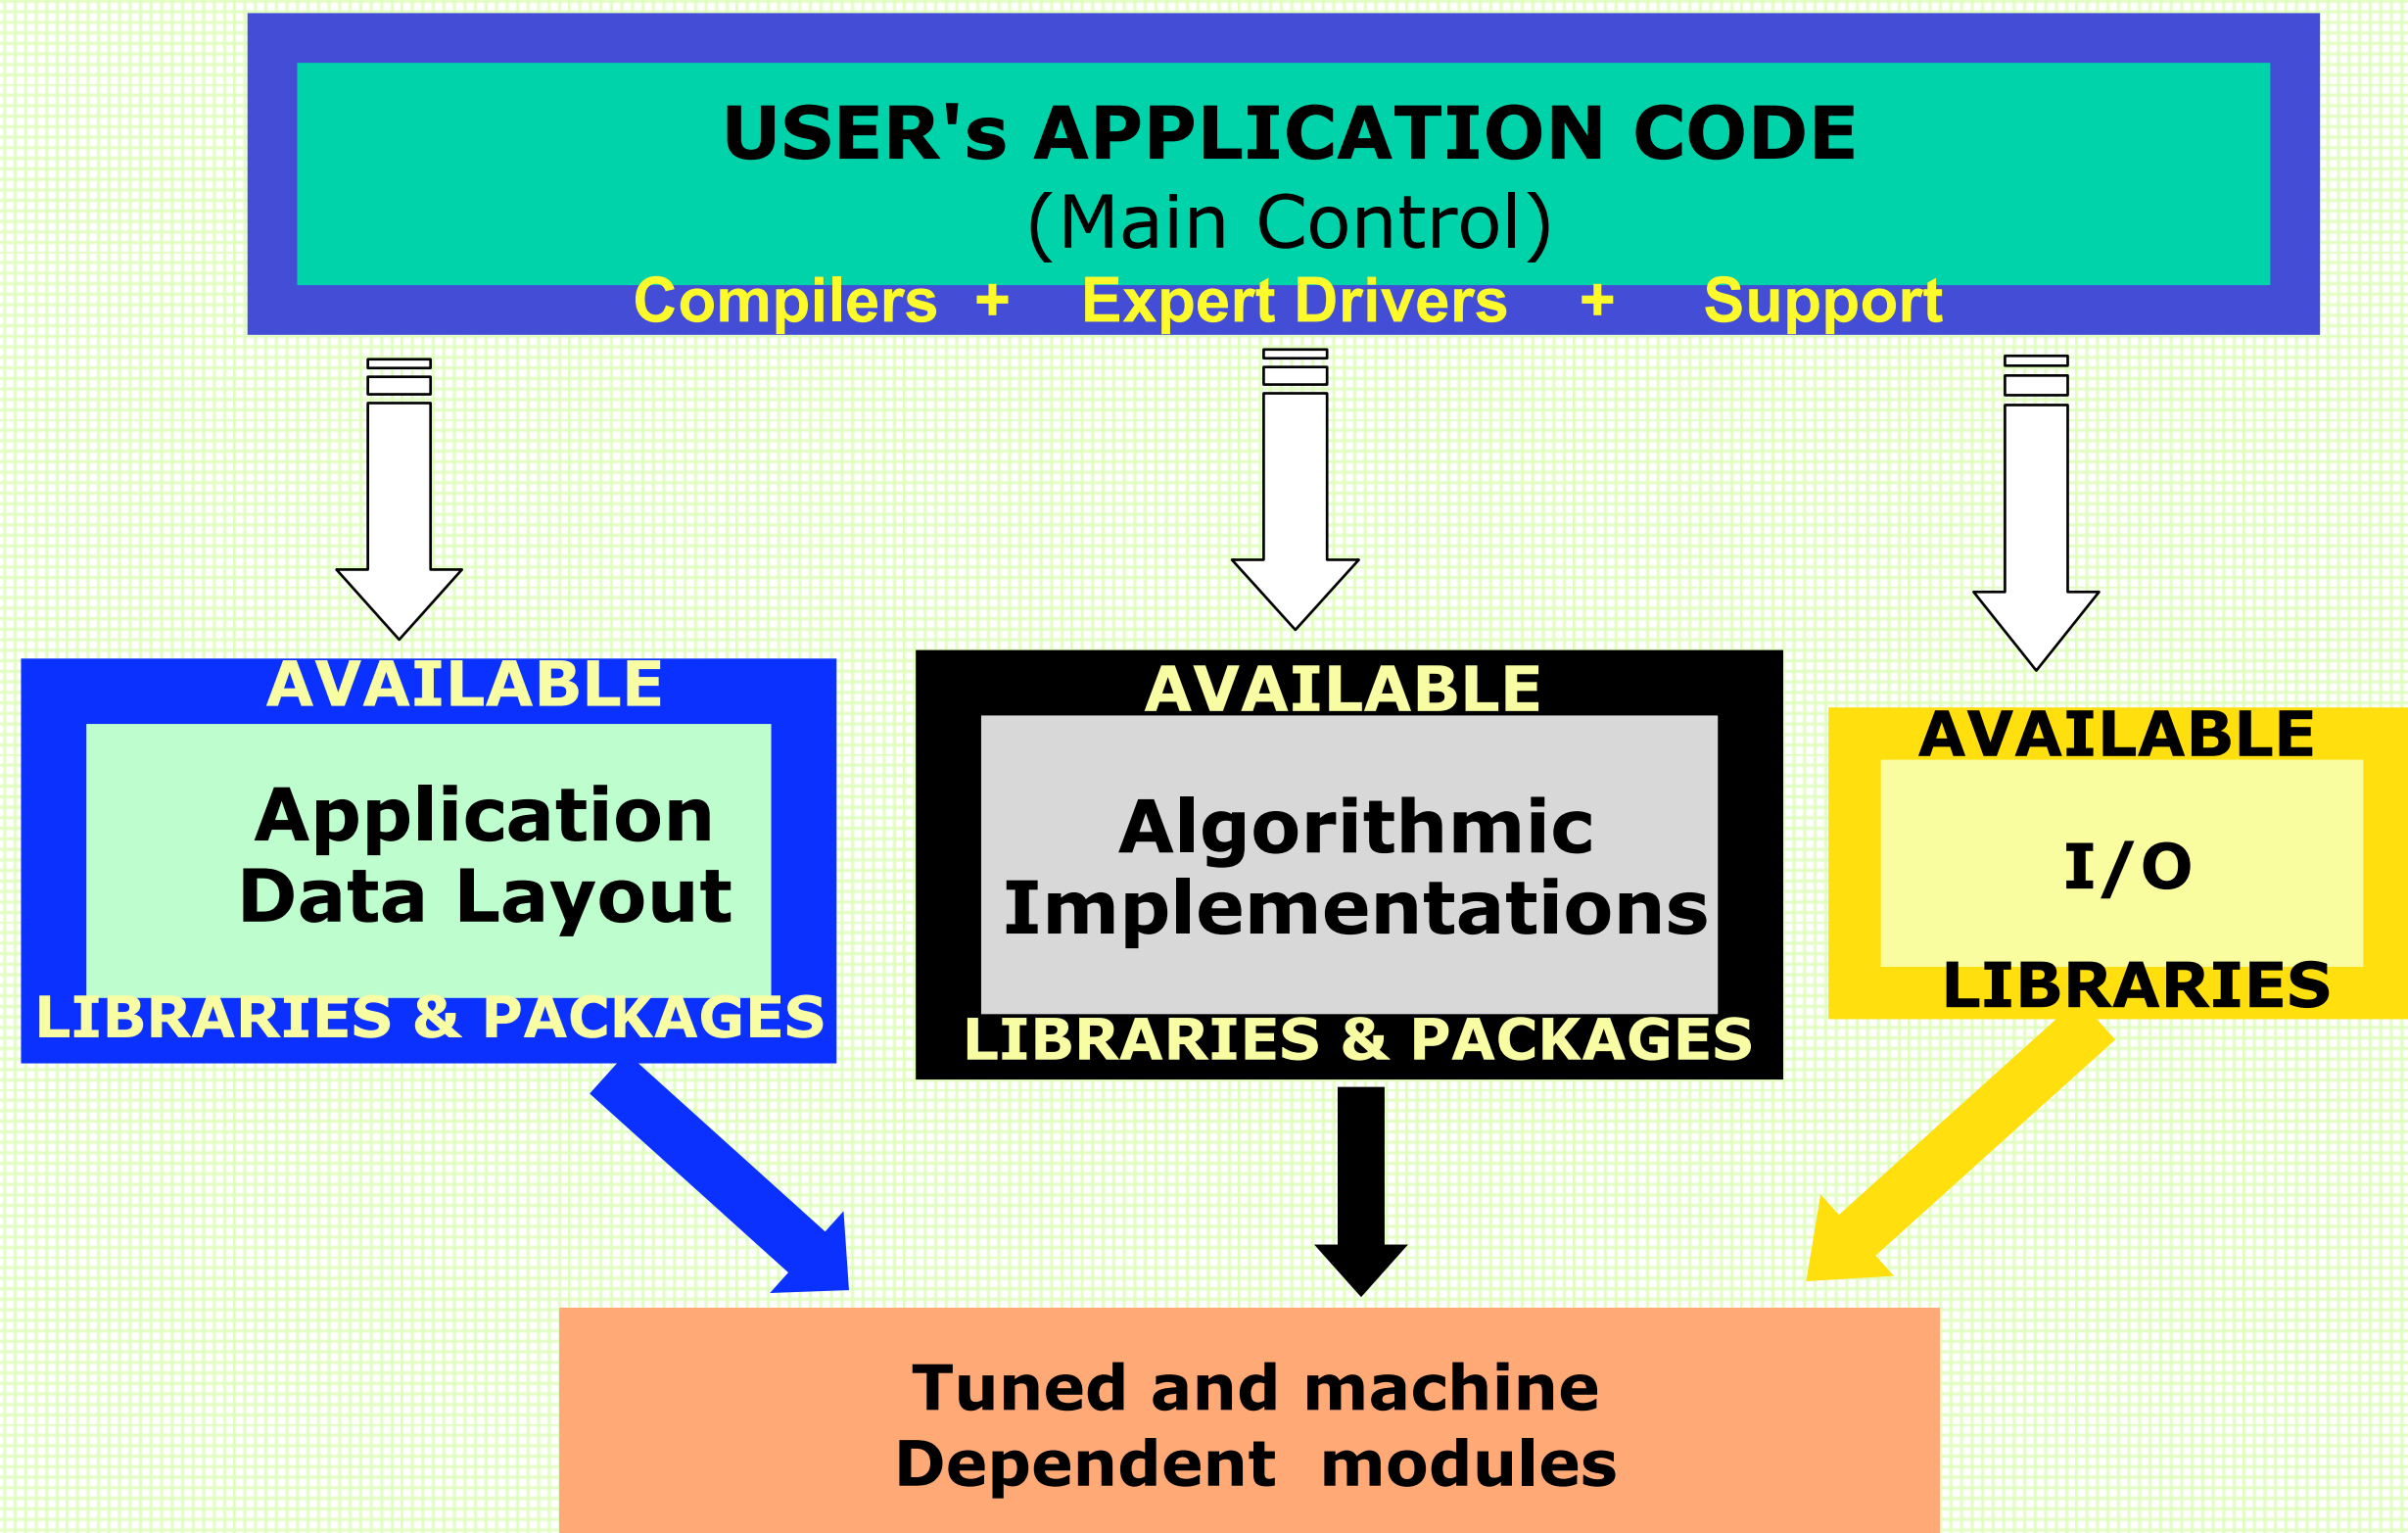 USER's APPLICATION CODE
(Main Control)
Compilers + Expert Drivers + Support
AVAILABLE
Application
Data Layout
LIBRARIES & PACKAGES
AVAILABLE
Algorithmic
Implementations
LIBRARIES & PACKAGES
AVAILABLE
I/O
LIBRARIES
Tuned and machine
Dependent modules